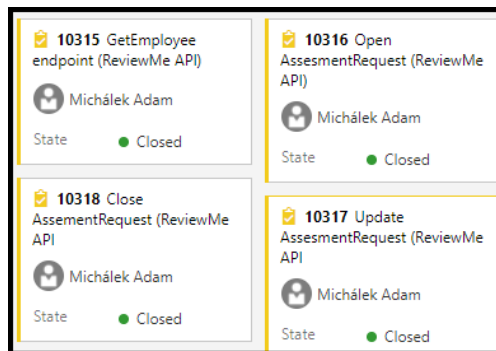 10315 GetEmployee
endpoint (ReviewMe API)
Michálek Adam
State Closed
10316 Open
AssesmentRequest (ReviewMe
API)
Michálek Adam
State Closed
10318 Close
AssementRequest (ReviewMe
API
Michálek Adam
State Closed
10317 Update
AssesmentRequest (ReviewMe
API
Michálek Adam
State Closed